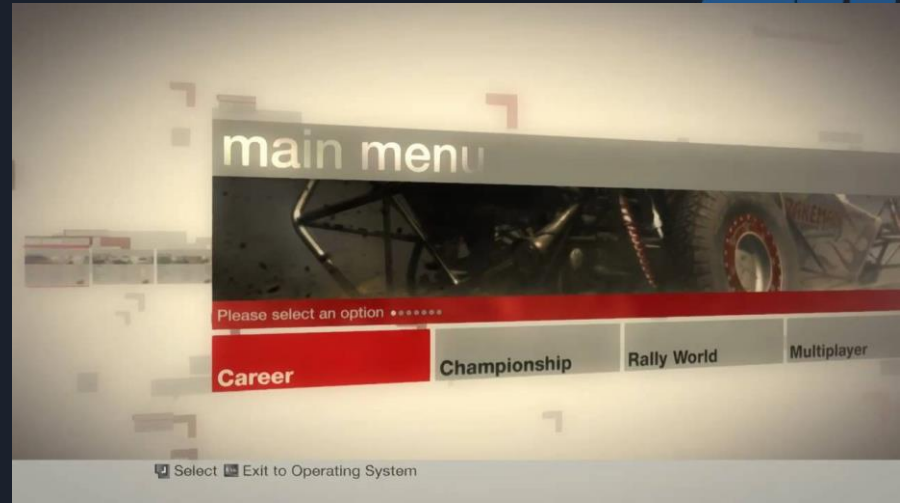 main menu
Please select an option
Career
Championship
Rally World
Multiplayer
Select Exit to Operating System